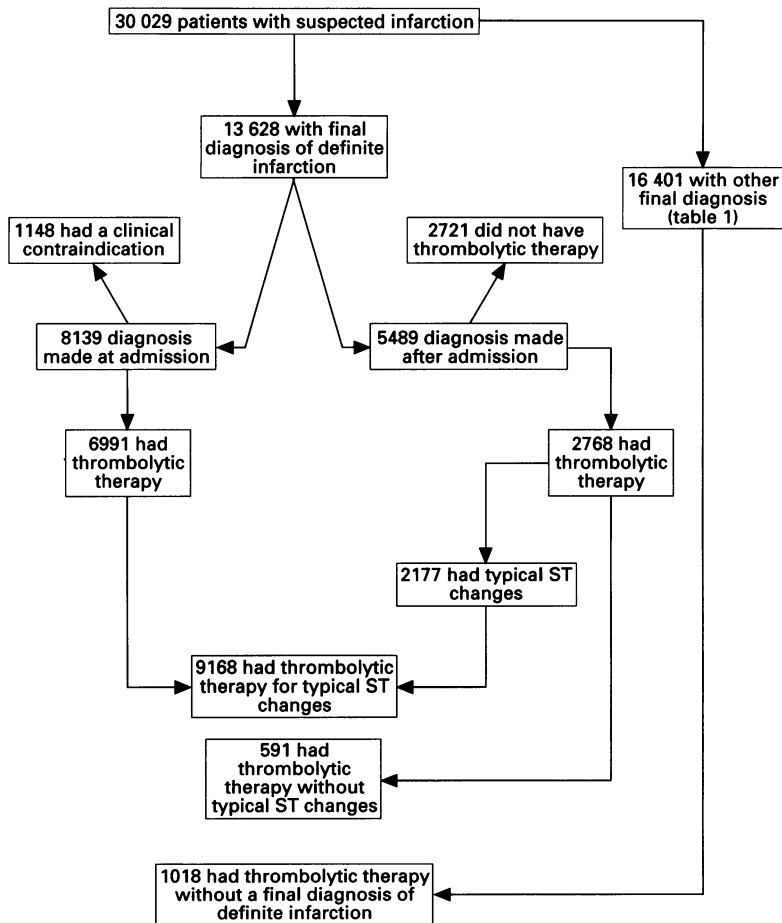 30 029 patients with suspected infarction
13 628 with final
diagnosis of definite
infarction
16 401 with other
final diagnosis
(table 1)
1148 had a clinical
contraindication
2721 did not have
thrombolytic therapy
8139 diagnosis
made at admission
5489 diagnosis made
after admission
6991 had
thrombolytic
therapy
2768 had
thrombolytic
therapy
2177 had typical ST
changes
9168 had thrombolytic
therapy for typical ST
changes
591 had
thrombolytic
therapy without
typical ST changes
1018 had thrombolytic therapy
without a final diagnosis of
definite infarction